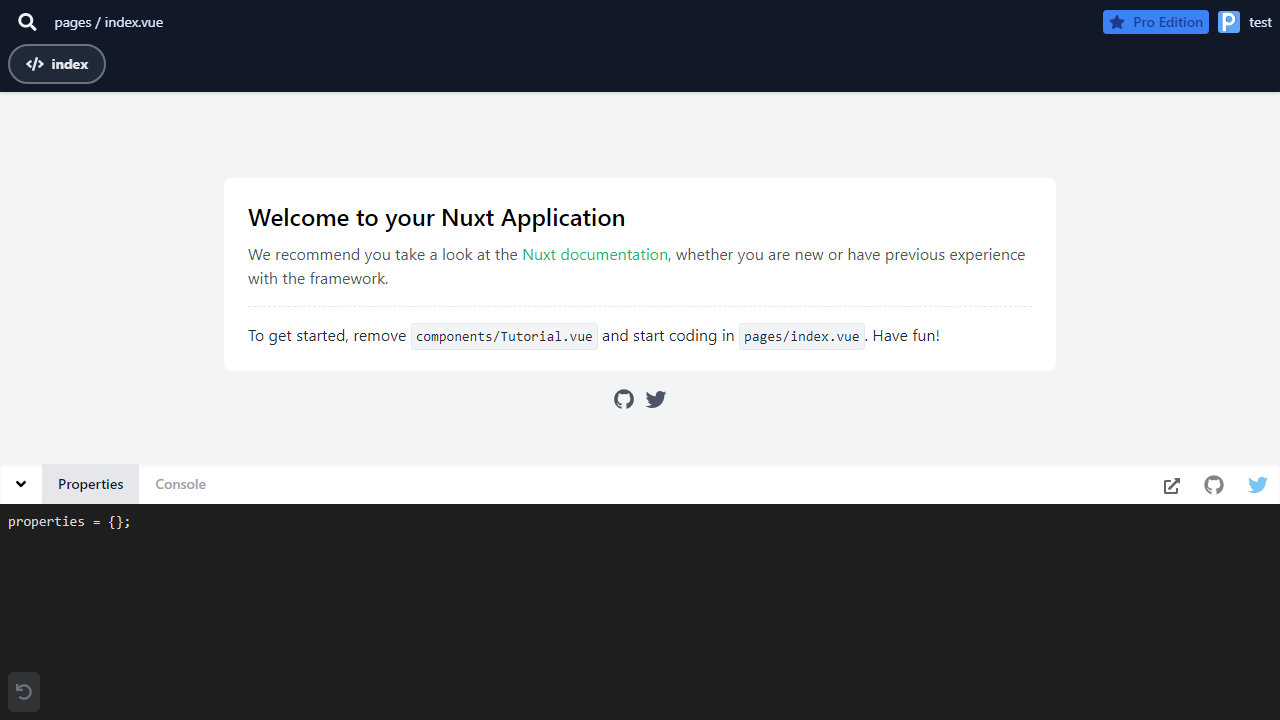 pages / index.vue
Pro Edition
test
index
Welcome to your Nuxt Application
We recommend you take a look at the Nuxt documentation, whether you are new or have previous experience
with the framework.
To get started, remove components/Tutorial.vue and start coding in pages/index.vue. Have fun!
Properties
Console
properties = {};